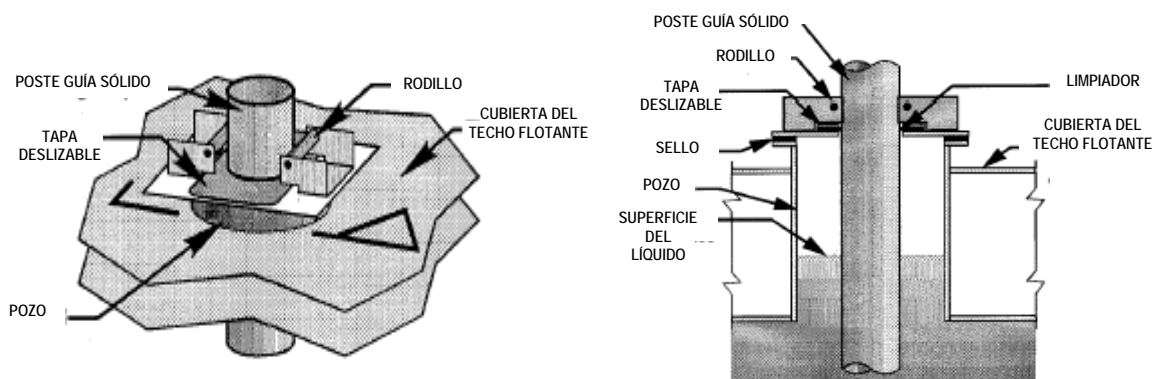 POSTE GUÍA SÓLIDO
RODILLO
TAPA
DESLIZABLE
CUBIERTA DEL
TECHO FLOTANTE
POZO
POSTE GUÍA SÓLIDO
RODILLO
TAPA
DESLIZABLE
LIMPIADOR
SELLO
CUBIERTA DEL
TECHO FLOTANTE
POZO
SUPERFICIE
DEL
LÍQUIDO